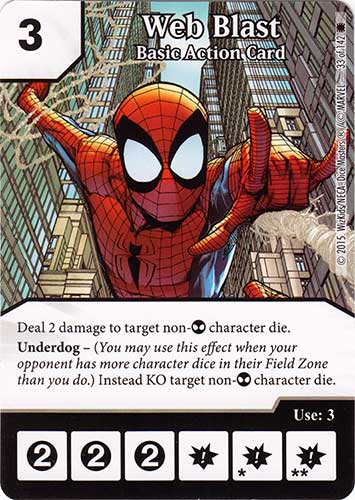 3
Web Blast
Basic Action Card
33 of 142
© 2015, WizKids/NECA, Dice Masters ® / © MARVEL
Deal 2 damage to target non- character die.
Underdog – (You may use this effect when your
opponent has more character dice in their Field Zone
than you do.) Instead KO target non- character die.
Use: 3
2 2 2 ! ! !
* **